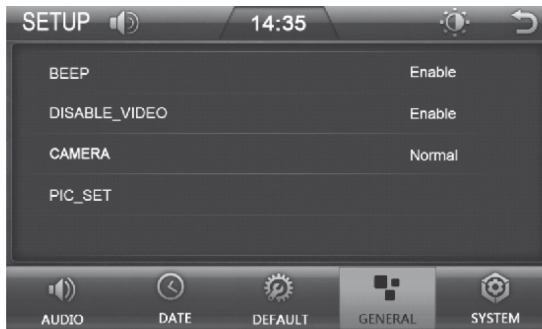 SETUP 14:35
BEEP Enable
DISABLE_VIDEO Enable
CAMERA Normal
PIC_SET
AUDIO DATE DEFAULT GENERAL SYSTEM